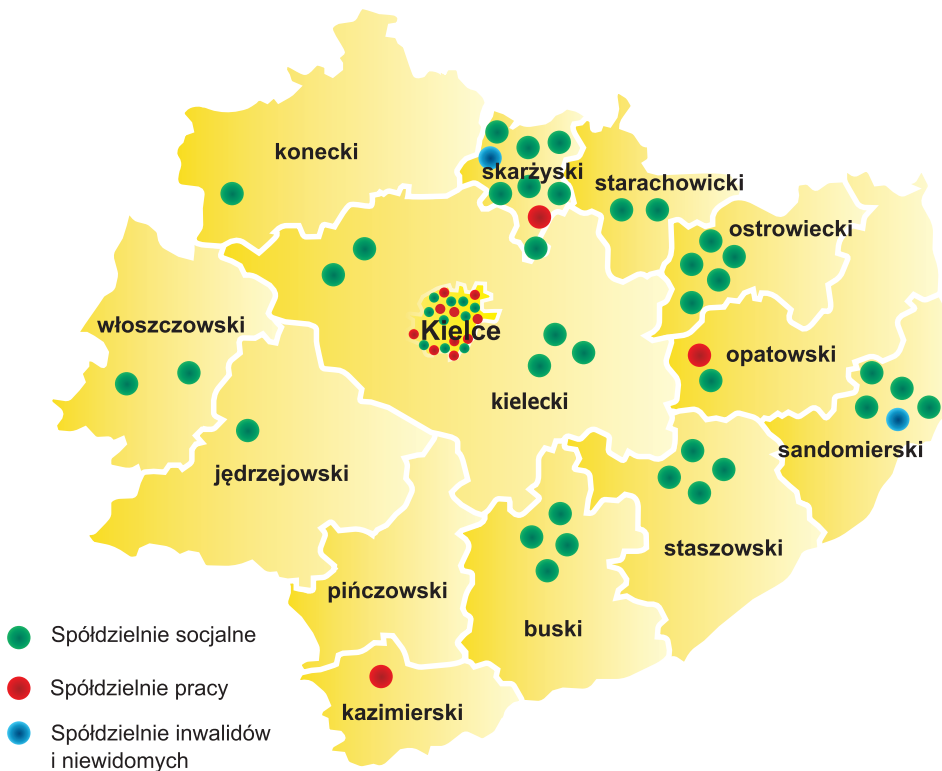 konecki
skarżyski
starachowicki
ostrowiecki
włoszczowski
Kielce
opatowski
kielecki
sandomierski
jędrzejowski
staszowski
pińczowski
buski
kazimierski
Spółdzielnie socjalne
Spółdzielnie pracy
Spółdzielnie inwalidów
i niewidomych